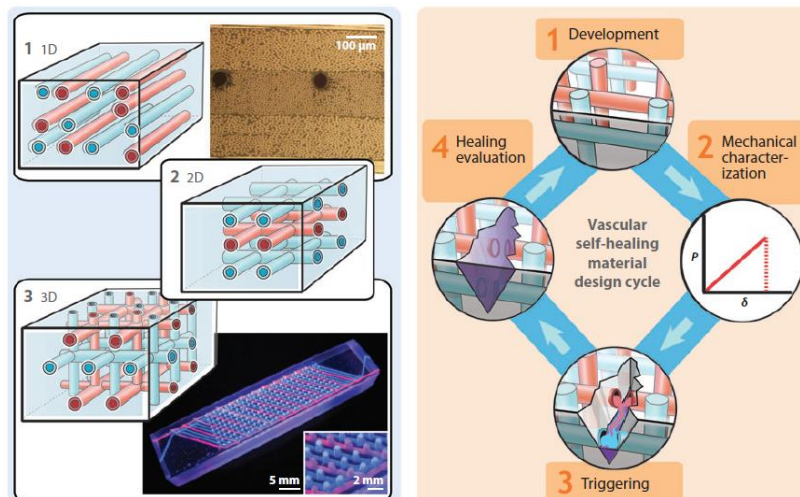 1 1D
100 µm
2 2D
3 3D
5 mm
2 mm
1 Development
2 Mechanical
character-
ization
P
δ
3 Triggering
4 Healing
evaluation
Vascular
self-healing
material
design cycle